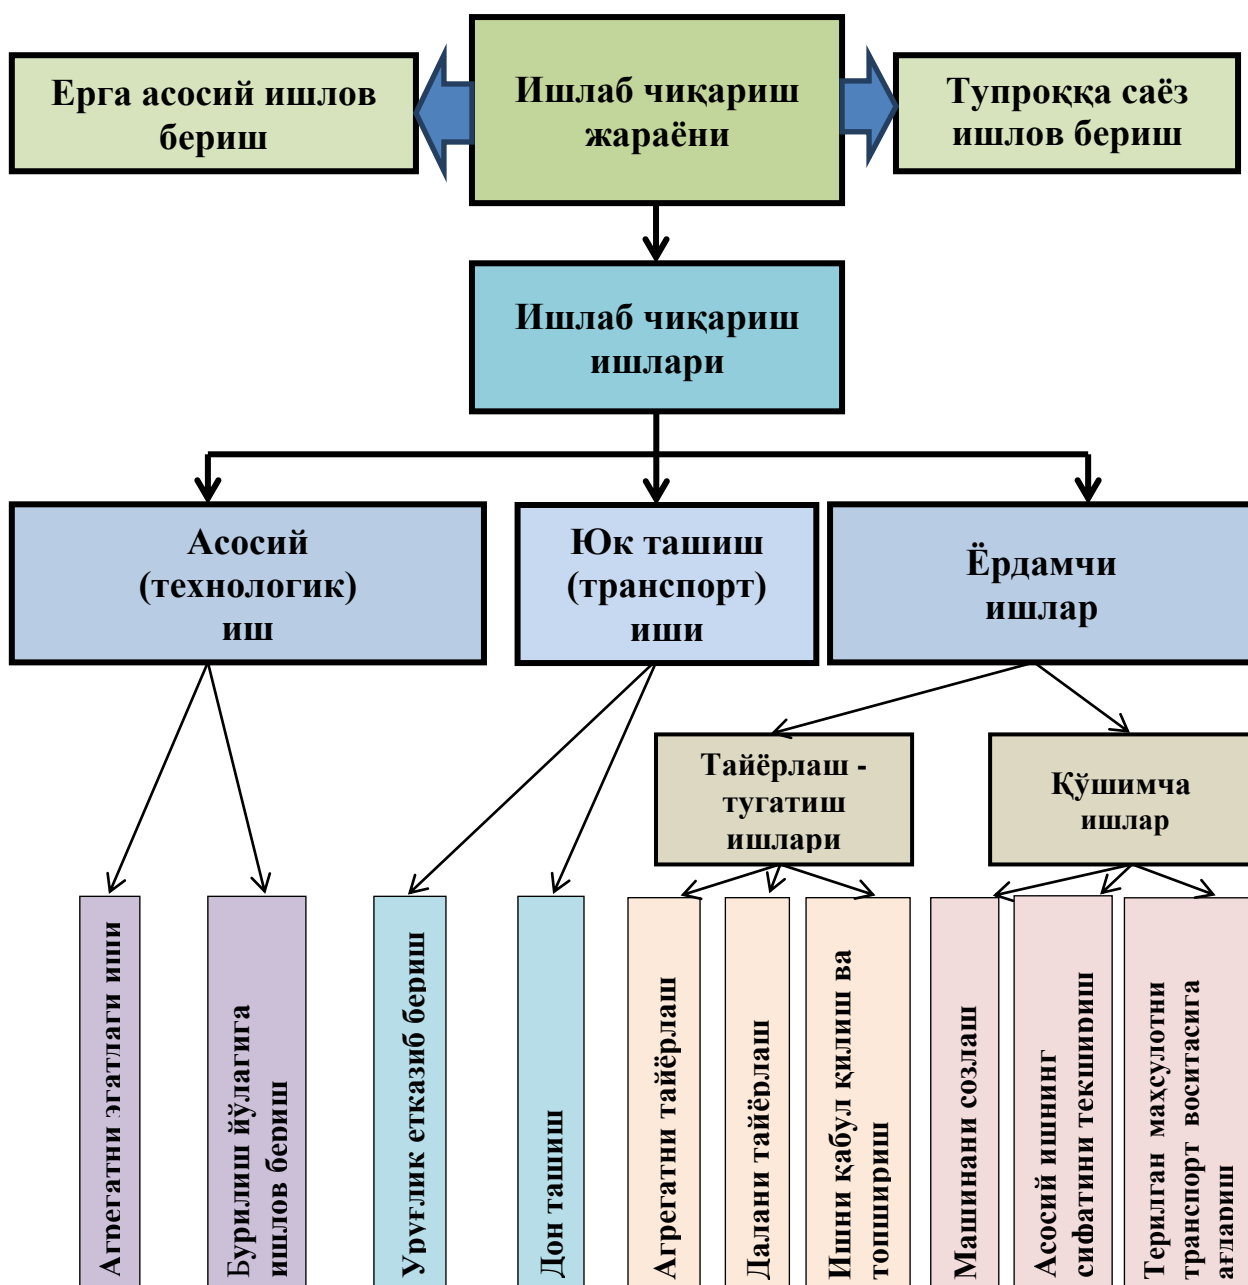 Ерга асосий ишлов
бериш
Ишлаб чиқариш
жараёни
Тупроққа саёз
ишлов бериш
Ишлаб чиқариш
ишлари
Асосий
(технологик)
иш
Юк ташиш
(транспорт)
иши
Ёрдамчи
ишлар
Тайёрлаш -
тугатиш
ишлари
Қўшимча
ишлар
Агрегатни эгатдаги иши
Бурилиш йўлагига
ишлов бериш
Уруғлик етказиб бериш
Дон ташиш
Агрегатни тайёрлаш
Далани тайёрлаш
Ишни қабул қилиш ва
топшириш
Машинани созлаш
Асосий ишнинг
сифатини текшириш
Терилган маҳсулотни
транспорт воситасига
ағдариш